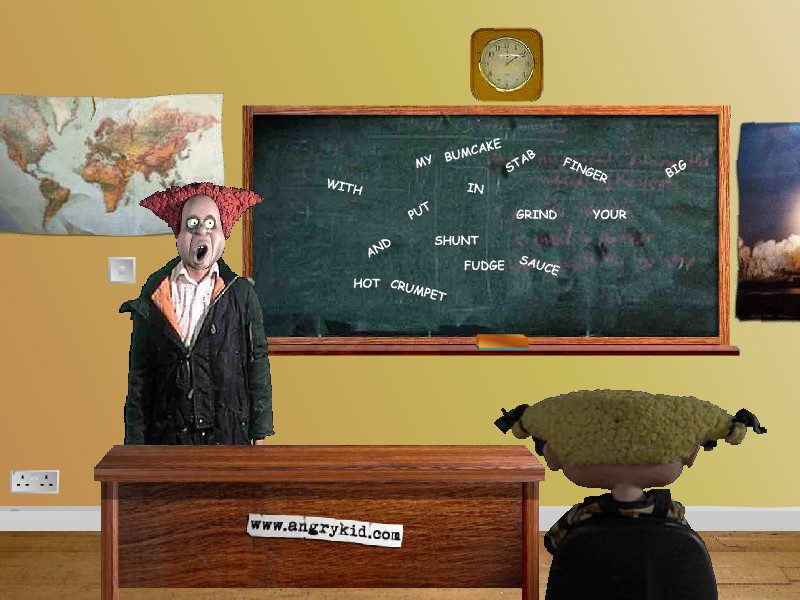 MY BUMCAKE STAB FINGER BIG
WITH IN
PUT GRIND YOUR
AND SHUNT
FUDGE SAUCE
HOT CRUMPET
www.angrykid.com